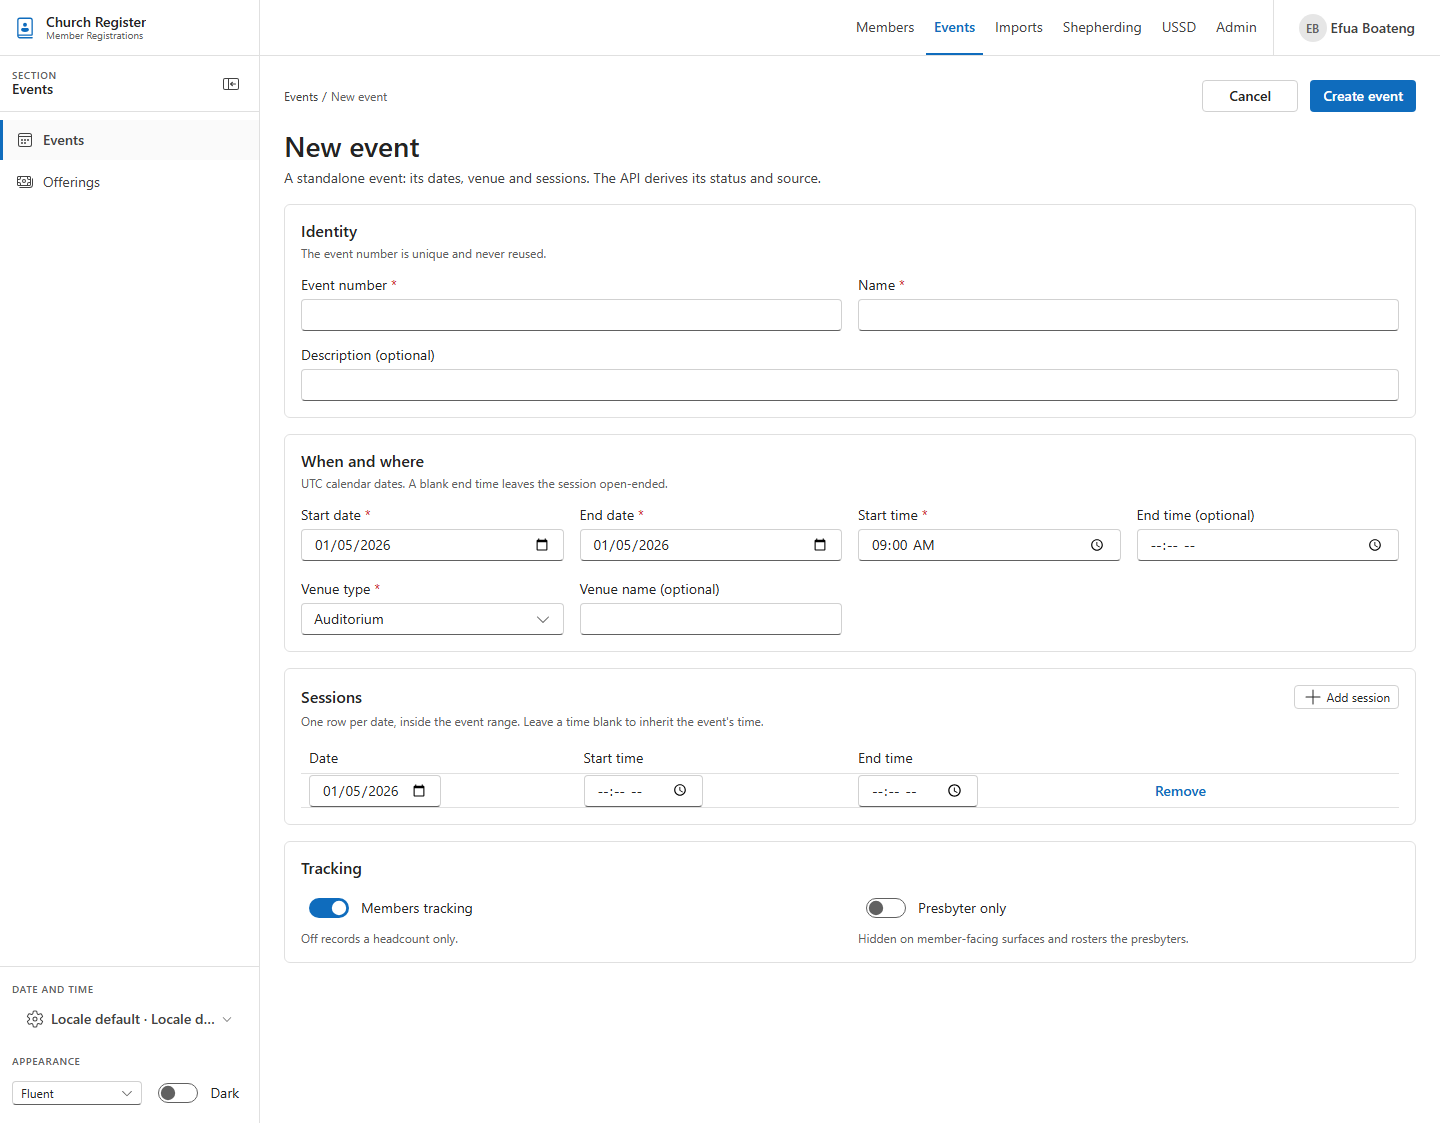 Church Register
Member Registrations
Members
Events
Imports
Shepherding
USSD
Admin
EB
Efua Boateng
SECTION
Events
Events
Offerings
Events / New event
Cancel
Create event
New event
A standalone event: its dates, venue and sessions. The API derives its status and source.
Identity
The event number is unique and never reused.
Event number *
Name *
Description (optional)
When and where
UTC calendar dates. A blank end time leaves the session open-ended.
Start date *
End date *
Start time *
End time (optional)
01/05/2026
01/05/2026
09:00 AM
--:-- --
Venue type *
Venue name (optional)
Auditorium
Sessions
Add session
One row per date, inside the event range. Leave a time blank to inherit the event's time.
Date
Start time
End time
01/05/2026
--:-- --
--:-- --
Remove
Tracking
Members tracking
Presbyter only
Off records a headcount only.
Hidden on member-facing surfaces and rosters the presbyters.
DATE AND TIME
Locale default · Locale d...
APPEARANCE
Fluent
Dark